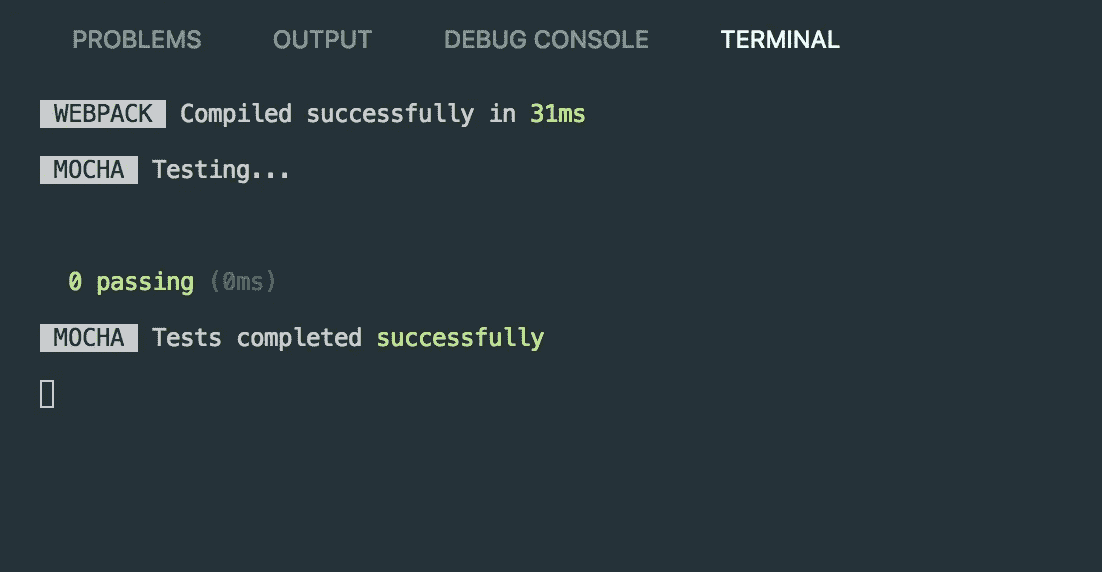 PROBLEMS OUTPUT DEBUG CONSOLE TERMINAL
WEBPACK Compiled successfully in 31ms
MOCHA Testing...
0 passing (0ms)
MOCHA Tests completed successfully